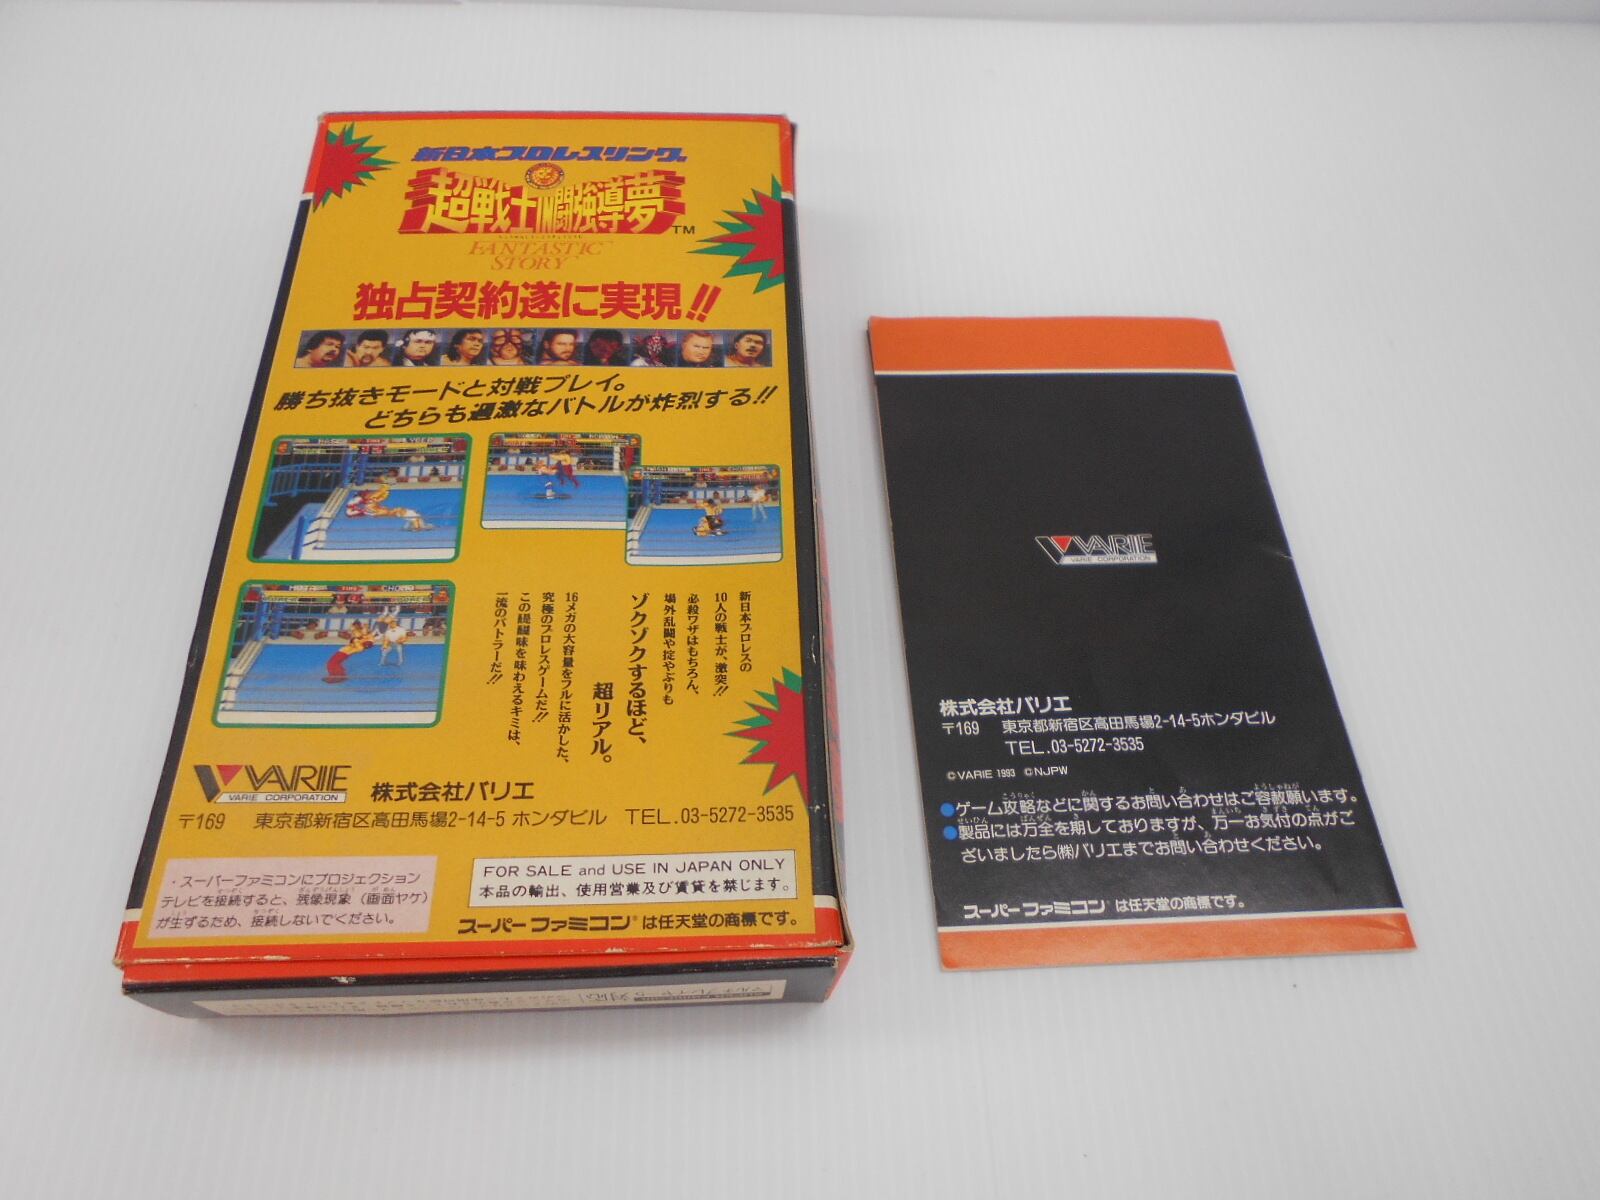 新日本プロレスリング
超戦士IN闘強導夢
TM
FANTASTIC
STORY
独占契約遂に実現!!
勝ち抜きモードと対戦プレイ。
どちらも過激なバトルが炸烈する!!
新日本プロレスの
10人の戦士が、激突!!
必殺ワザはもちろん、
場外乱闘や掟やぶりも
ゾクゾクするほど、
超リアル。
16メガの大容量をフルに活かした、
究極のプロレスゲームだ!!
この醍醐味を味わえるキミは、
一流のバトラーだ!!
VARIE
VARIE CORPORATION
株式会社バリエ
〒169 東京都新宿区高田馬場2-14-5 ホンダビル TEL.03-5272-3535
・スーパーファミコンにプロジェクション
テレビを接続すると、残像現象(画面ヤケ)
が生ずるため、接続しないでください。
FOR SALE and USE IN JAPAN ONLY
本品の輸出、使用営業及び賃貸を禁じます。
スーパーファミコン®は任天堂の商標です。
VARIE
VARIE CORPORATION
株式会社バリエ
〒169 東京都新宿区高田馬場2-14-5ホンダビル
TEL.03-5272-3535
©VARIE 1993 ©NJPW
●ゲーム攻略などに関するお問い合わせはご容赦願います。
●製品には万全を期しておりますが、万一お気付の点がご
ざいましたら(株)バリエまでお問い合わせください。
スーパーファミコン®は任天堂の商標です。